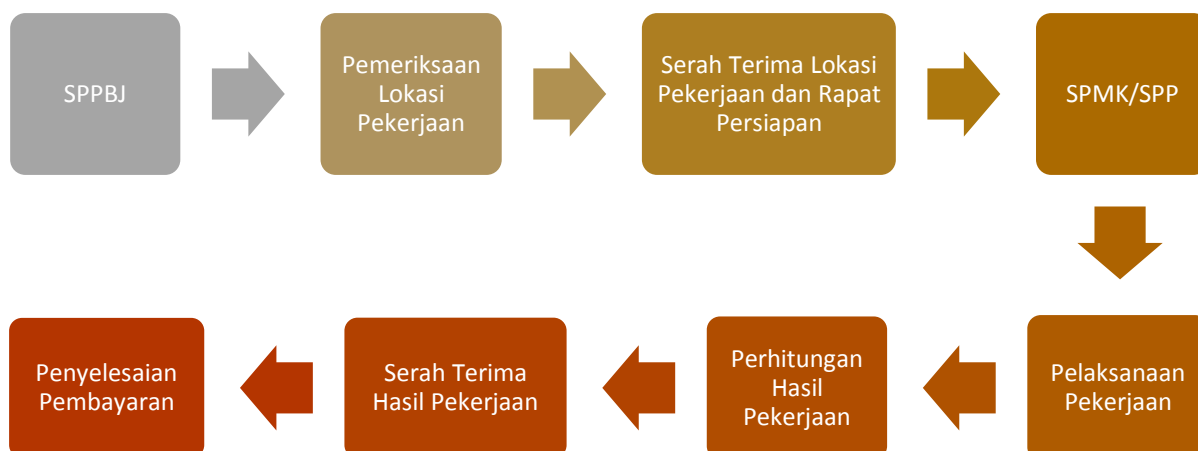 SPPBJ
Pemeriksaan
Lokasi
Pekerjaan
Serah Terima Lokasi
Pekerjaan dan Rapat
Persiapan
SPMK/SPP
Pelaksanaan
Pekerjaan
Perhitungan
Hasil
Pekerjaan
Serah Terima
Hasil Pekerjaan
Penyelesaian
Pembayaran